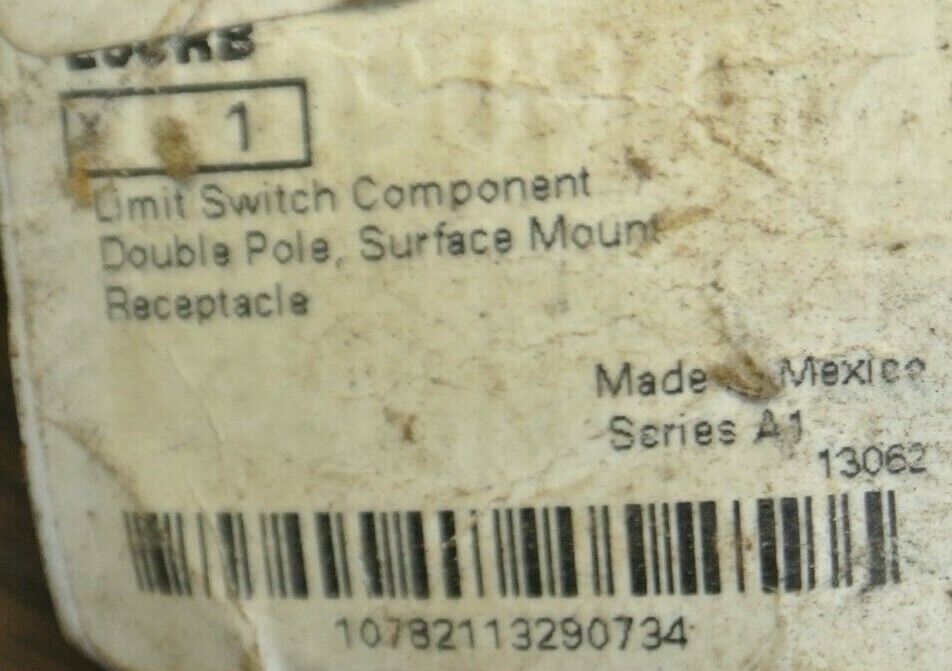 x 1
Limit Switch Component
Double Pole, Surface Mount
Receptacle
Made Mexico
Series A1
13062
10782113290734